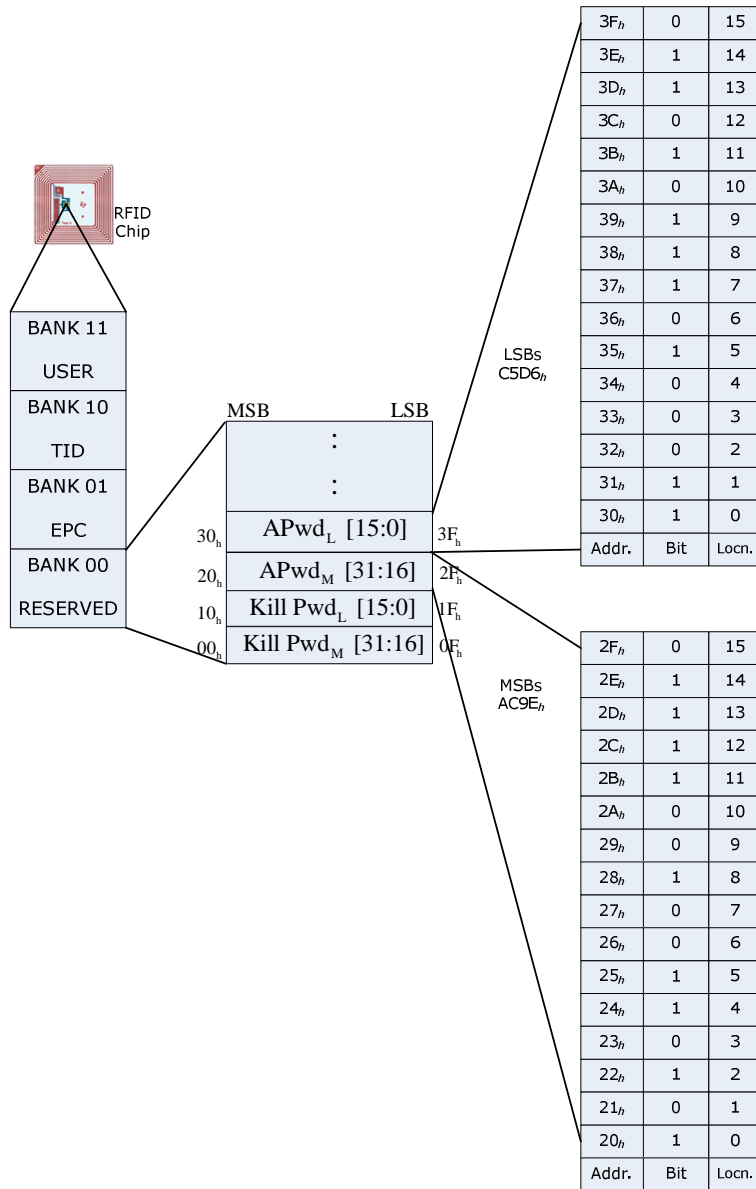 RFID
Chip
BANK 11
USER
BANK 10
TID
BANK 01
EPC
BANK 00
RESERVED
MSB LSB
:
:
30h APwdL [15:0] 3Fh
20h APwdM [31:16] 2Fh
10h Kill PwdL [15:0] 1Fh
00h Kill PwdM [31:16] 0Fh
LSBs
C5D6h
3Fh 0 15
3Eh 1 14
3Dh 1 13
3Ch 0 12
3Bh 1 11
3Ah 0 10
39h 1 9
38h 1 8
37h 1 7
36h 0 6
35h 1 5
34h 0 4
33h 0 3
32h 0 2
31h 1 1
30h 1 0
Addr. Bit Locn.
MSBs
AC9Eh
2Fh 0 15
2Eh 1 14
2Dh 1 13
2Ch 1 12
2Bh 1 11
2Ah 0 10
29h 0 9
28h 1 8
27h 0 7
26h 0 6
25h 1 5
24h 1 4
23h 0 3
22h 1 2
21h 0 1
20h 1 0
Addr. Bit Locn.